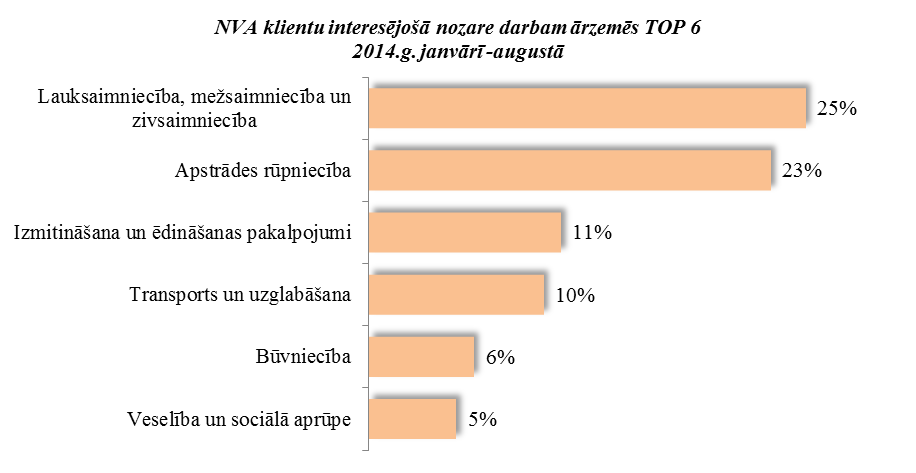 NVA klientu interesējošā nozare darbam ārzemēs TOP 6
2014.g. janvārī -augustā
Lauksaimniecība, mežsaimniecība un
zivsaimniecība
25%
Apstrādes rūpniecība
23%
Izmitināšana un ēdināšanas pakalpojumi
11%
Transports un uzglabāšana
10%
Būvniecība
6%
Veselība un sociālā aprūpe
5%